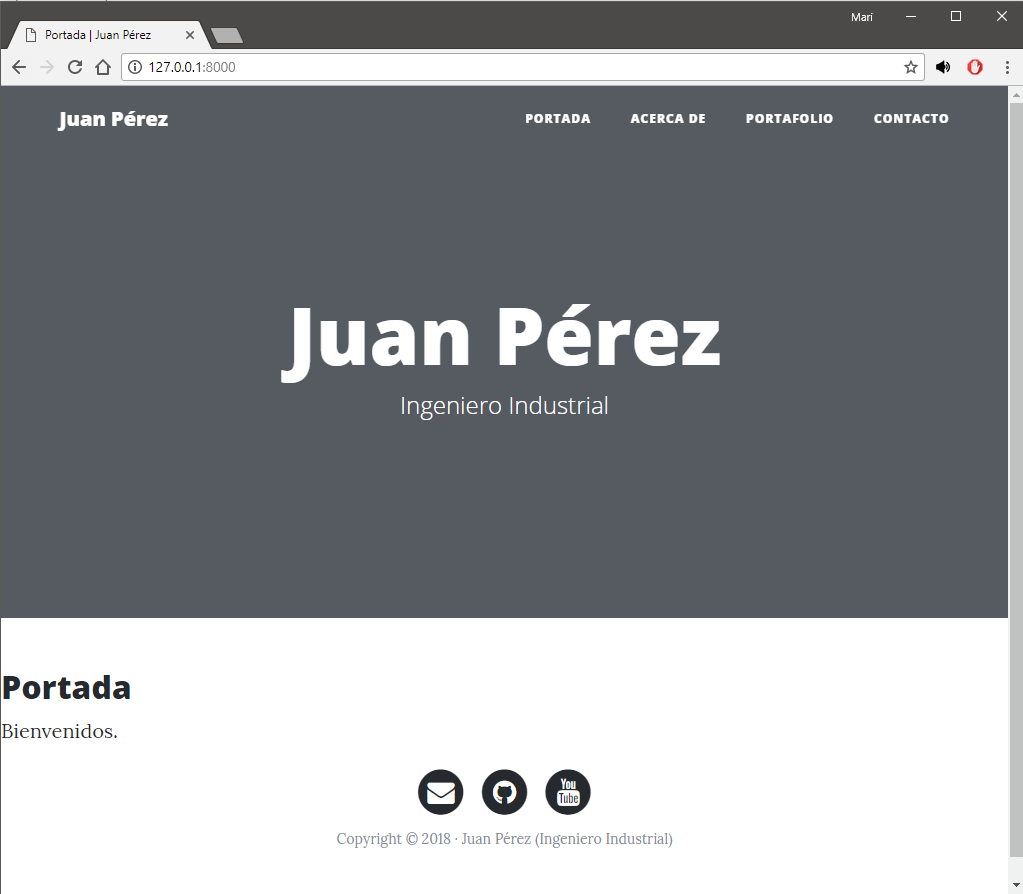 Mari
Portada | Juan Pérez
127.0.0.1:8000
Juan Pérez
PORTADA ACERCA DE PORTAFOLIO CONTACTO
Juan Pérez
Ingeniero Industrial
Portada
Bienvenidos.
You
Tube
Copyright © 2018 · Juan Pérez (Ingeniero Industrial)